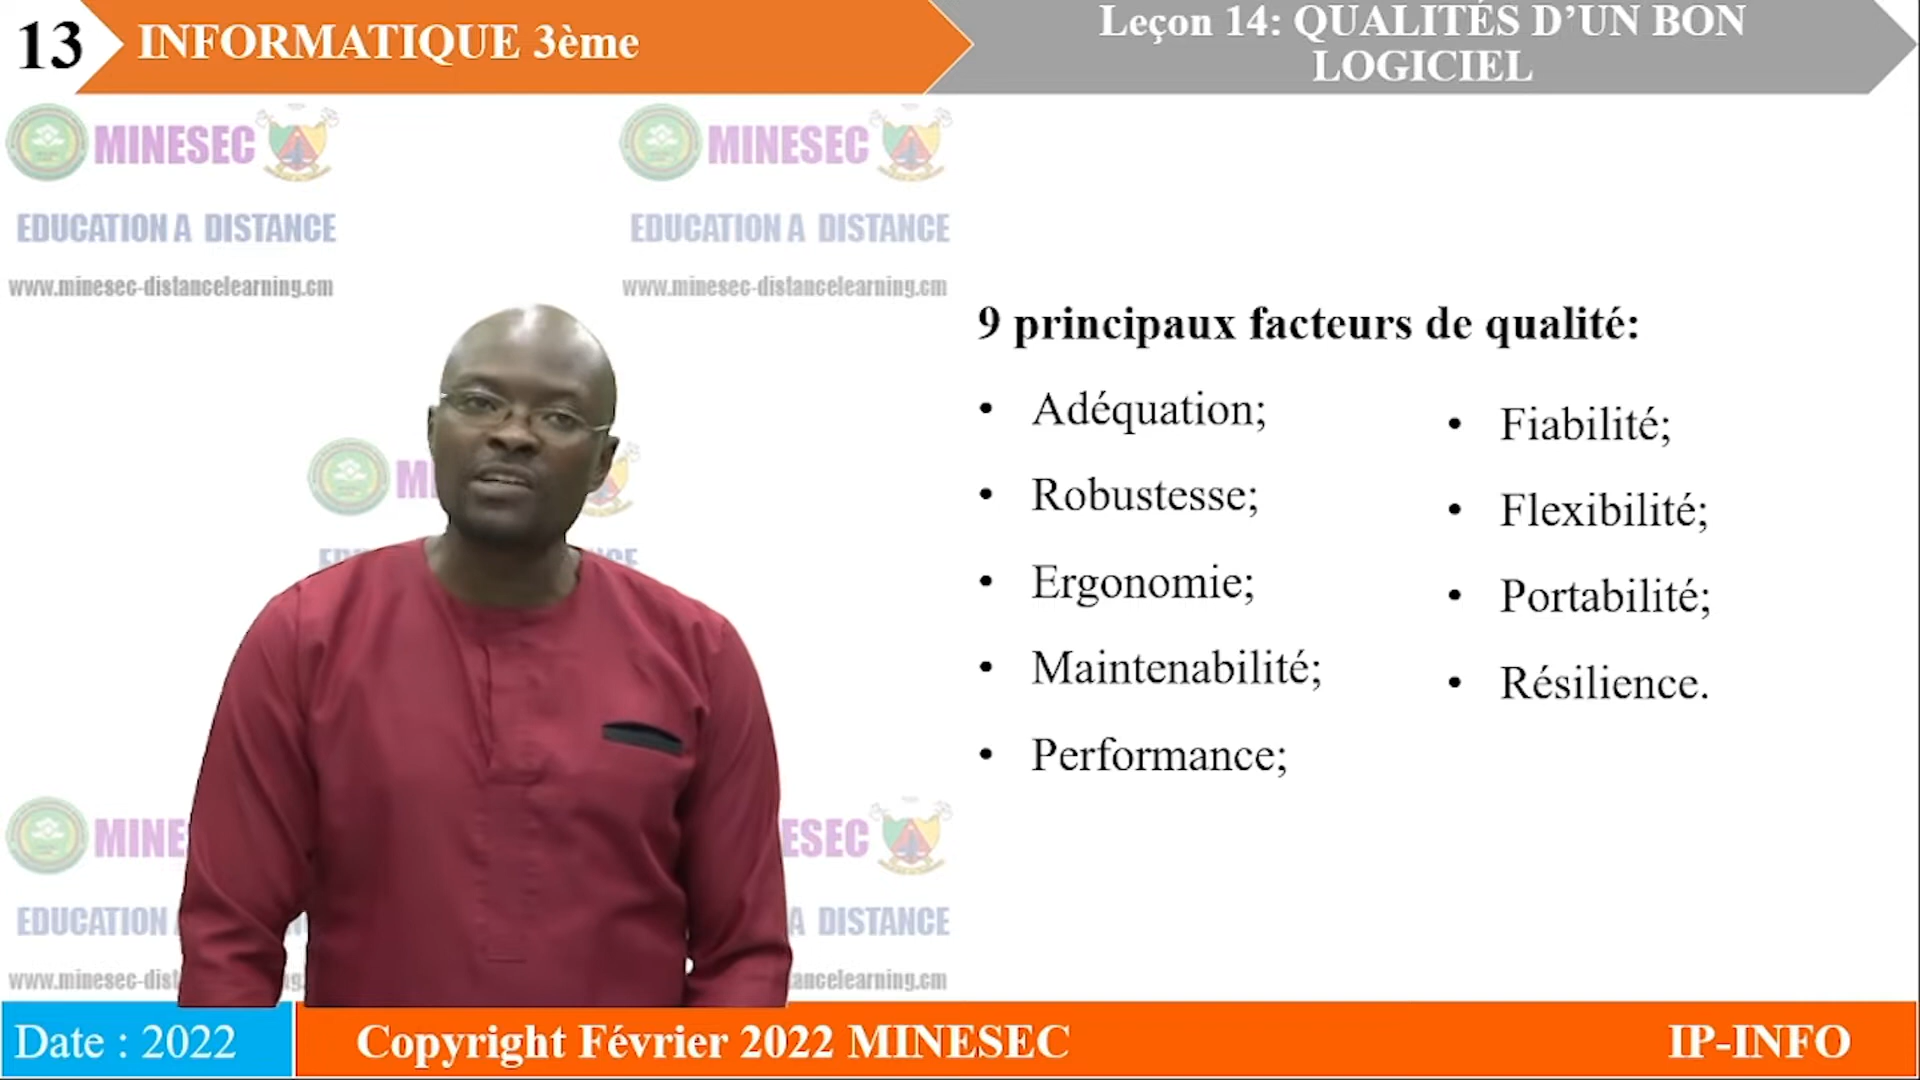 13
INFORMATIQUE 3ème
Leçon 14: QUALITÉS D’UN BON
LOGICIEL
MINESEC
EDUCATION A DISTANCE
www.minesec-distancelearning.cm
MINESEC
EDUCATION A DISTANCE
www.minesec-distancelearning.cm
9 principaux facteurs de qualité:
• Adéquation;
• Robustesse;
• Ergonomie;
• Maintenabilité;
• Performance;
• Fiabilité;
• Flexibilité;
• Portabilité;
• Résilience.
Date : 2022
Copyright Février 2022 MINESEC
IP-INFO